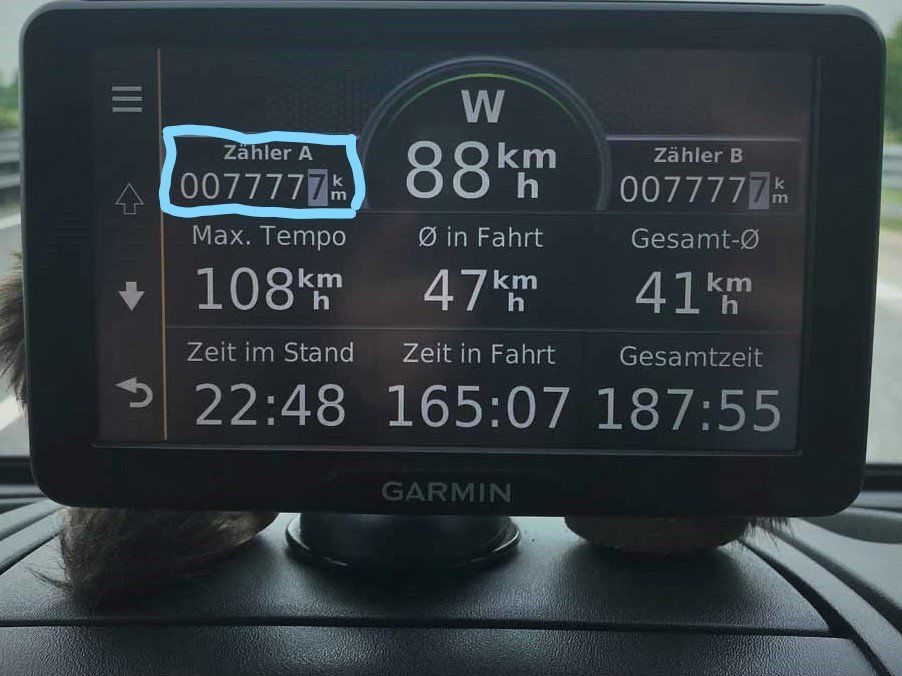 W
Zähler A
0077777 km
88 km/h
Zähler B
0077777 km
Max. Tempo
Ø in Fahrt
Gesamt-Ø
108 km/h
47 km/h
41 km/h
Zeit im Stand
Zeit in Fahrt
Gesamtzeit
22:48
165:07
187:55
GARMIN